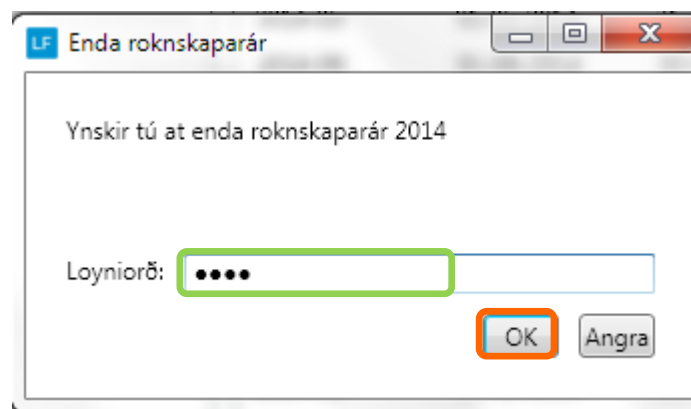 LF Enda roknskaparár
Ynskir tú at enda roknskaparár 2014
Loyniorð: ●●●●
OK Angra